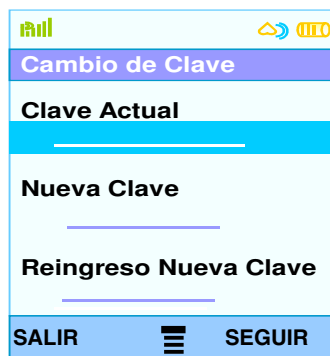 Cambio de Clave
Clave Actual
Nueva Clave
Reingreso Nueva Clave
SALIR SEGUIR